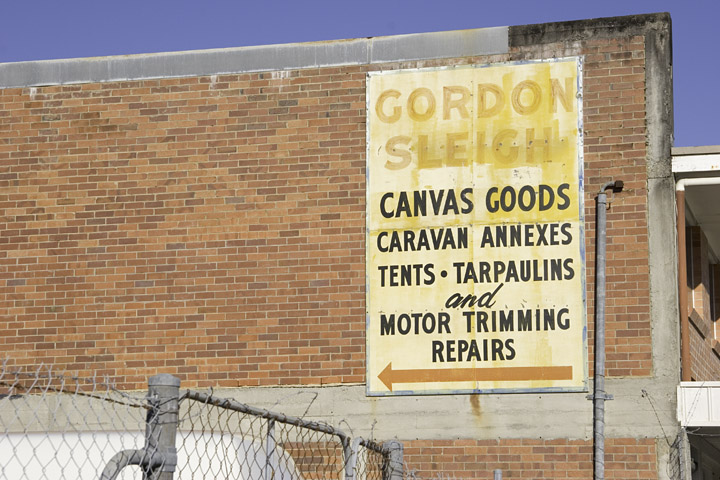 GORDON
SLEIGH
CANVAS GOODS
CARAVAN ANNEXES
TENTS • TARPAULINS
and
MOTOR TRIMMING
REPAIRS